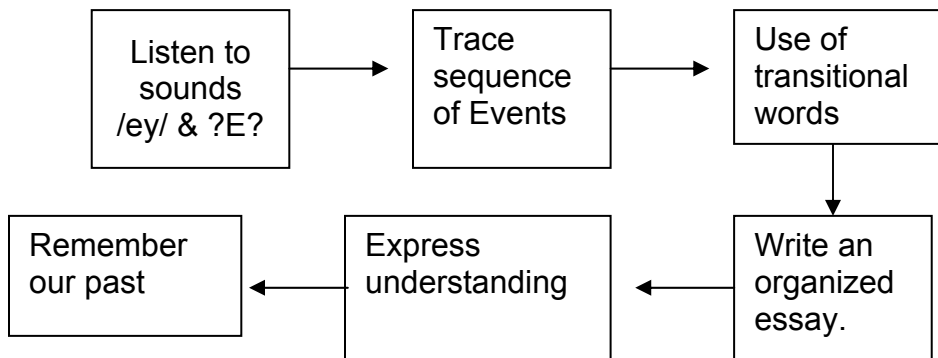 Listen to
sounds
/ey/ & ?E?
Trace
sequence
of Events
Use of
transitional
words
Write an
organized
essay.
Express
understanding
Remember
our past